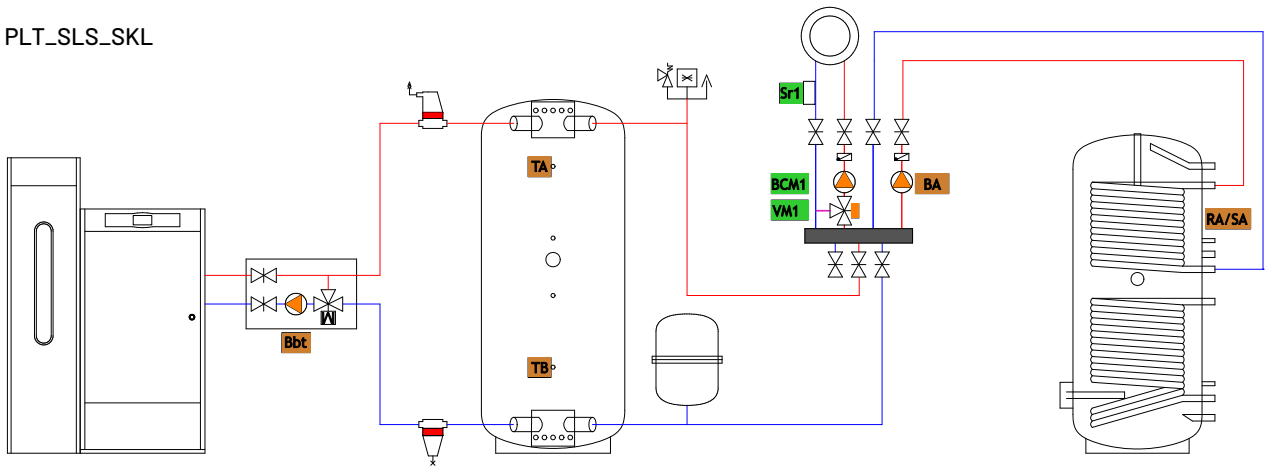 PLT_SLS_SKL
Sr1
TA
BCM1
BA
VM1
RA/SA
Bbt
M
TB